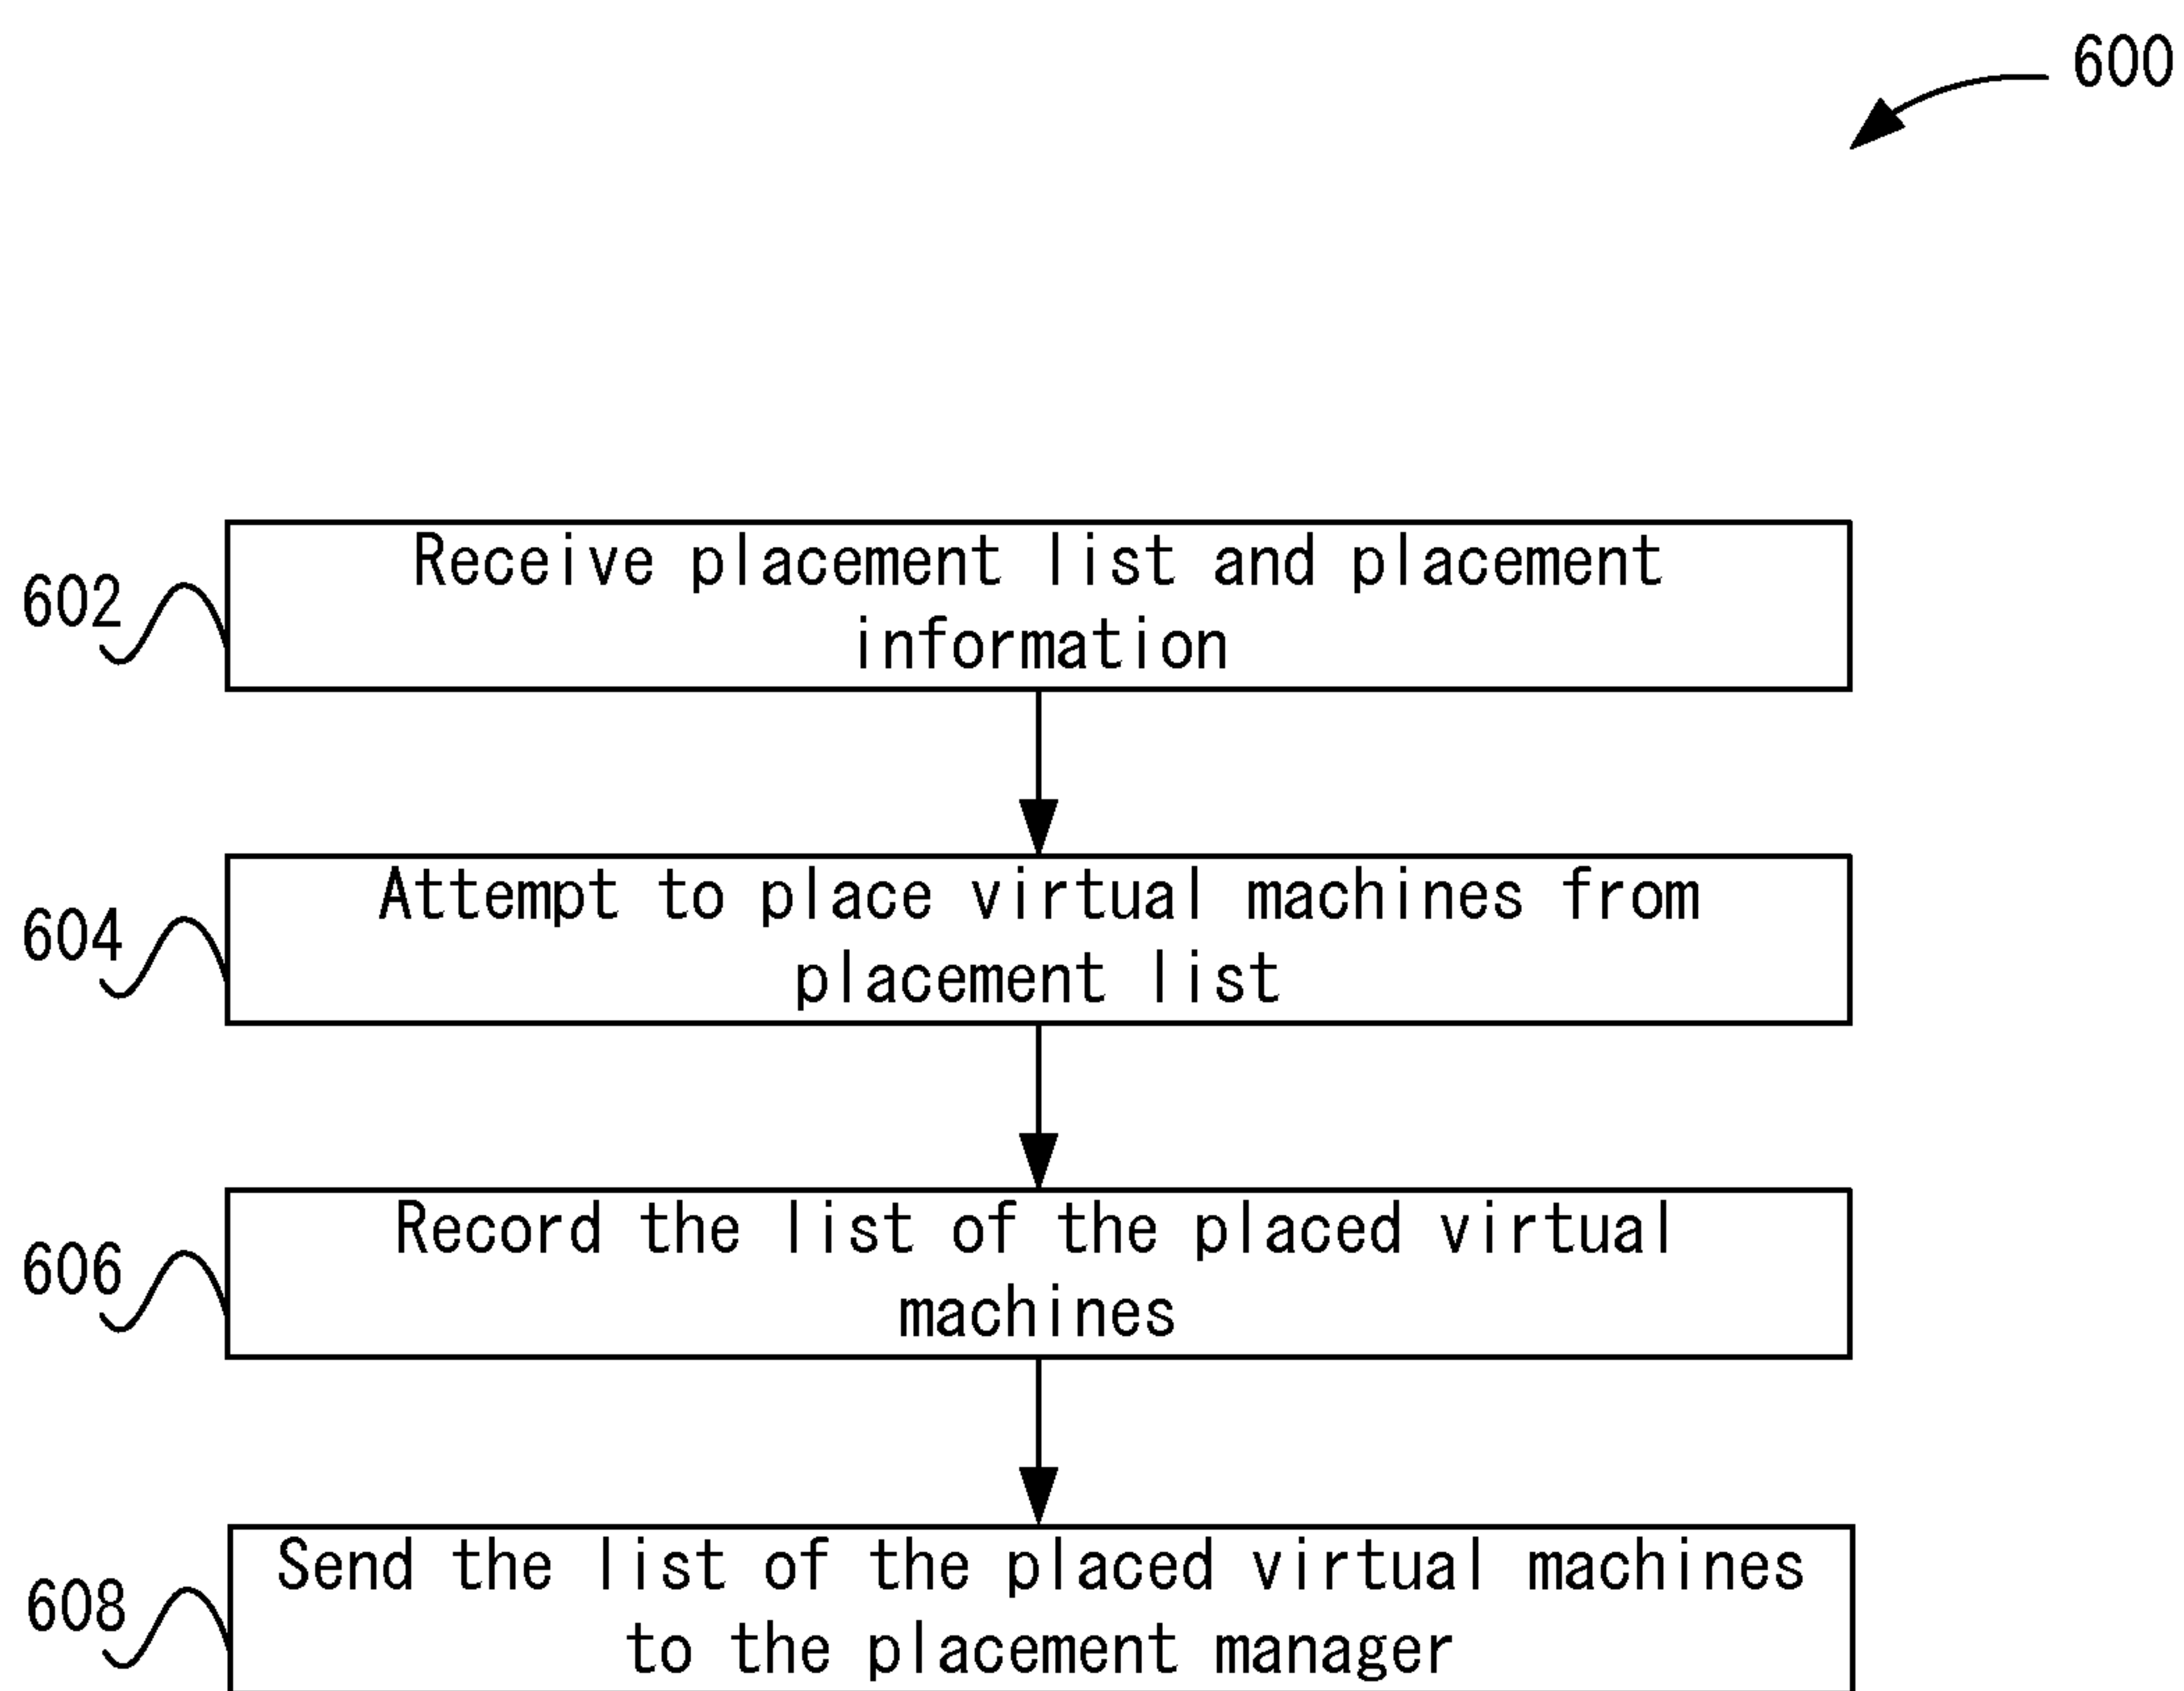 600
602
Receive placement list and placement
information
604
Attempt to place virtual machines from
placement list
606
Record the list of the placed virtual
machines
608
Send the list of the placed virtual machines
to the placement manager